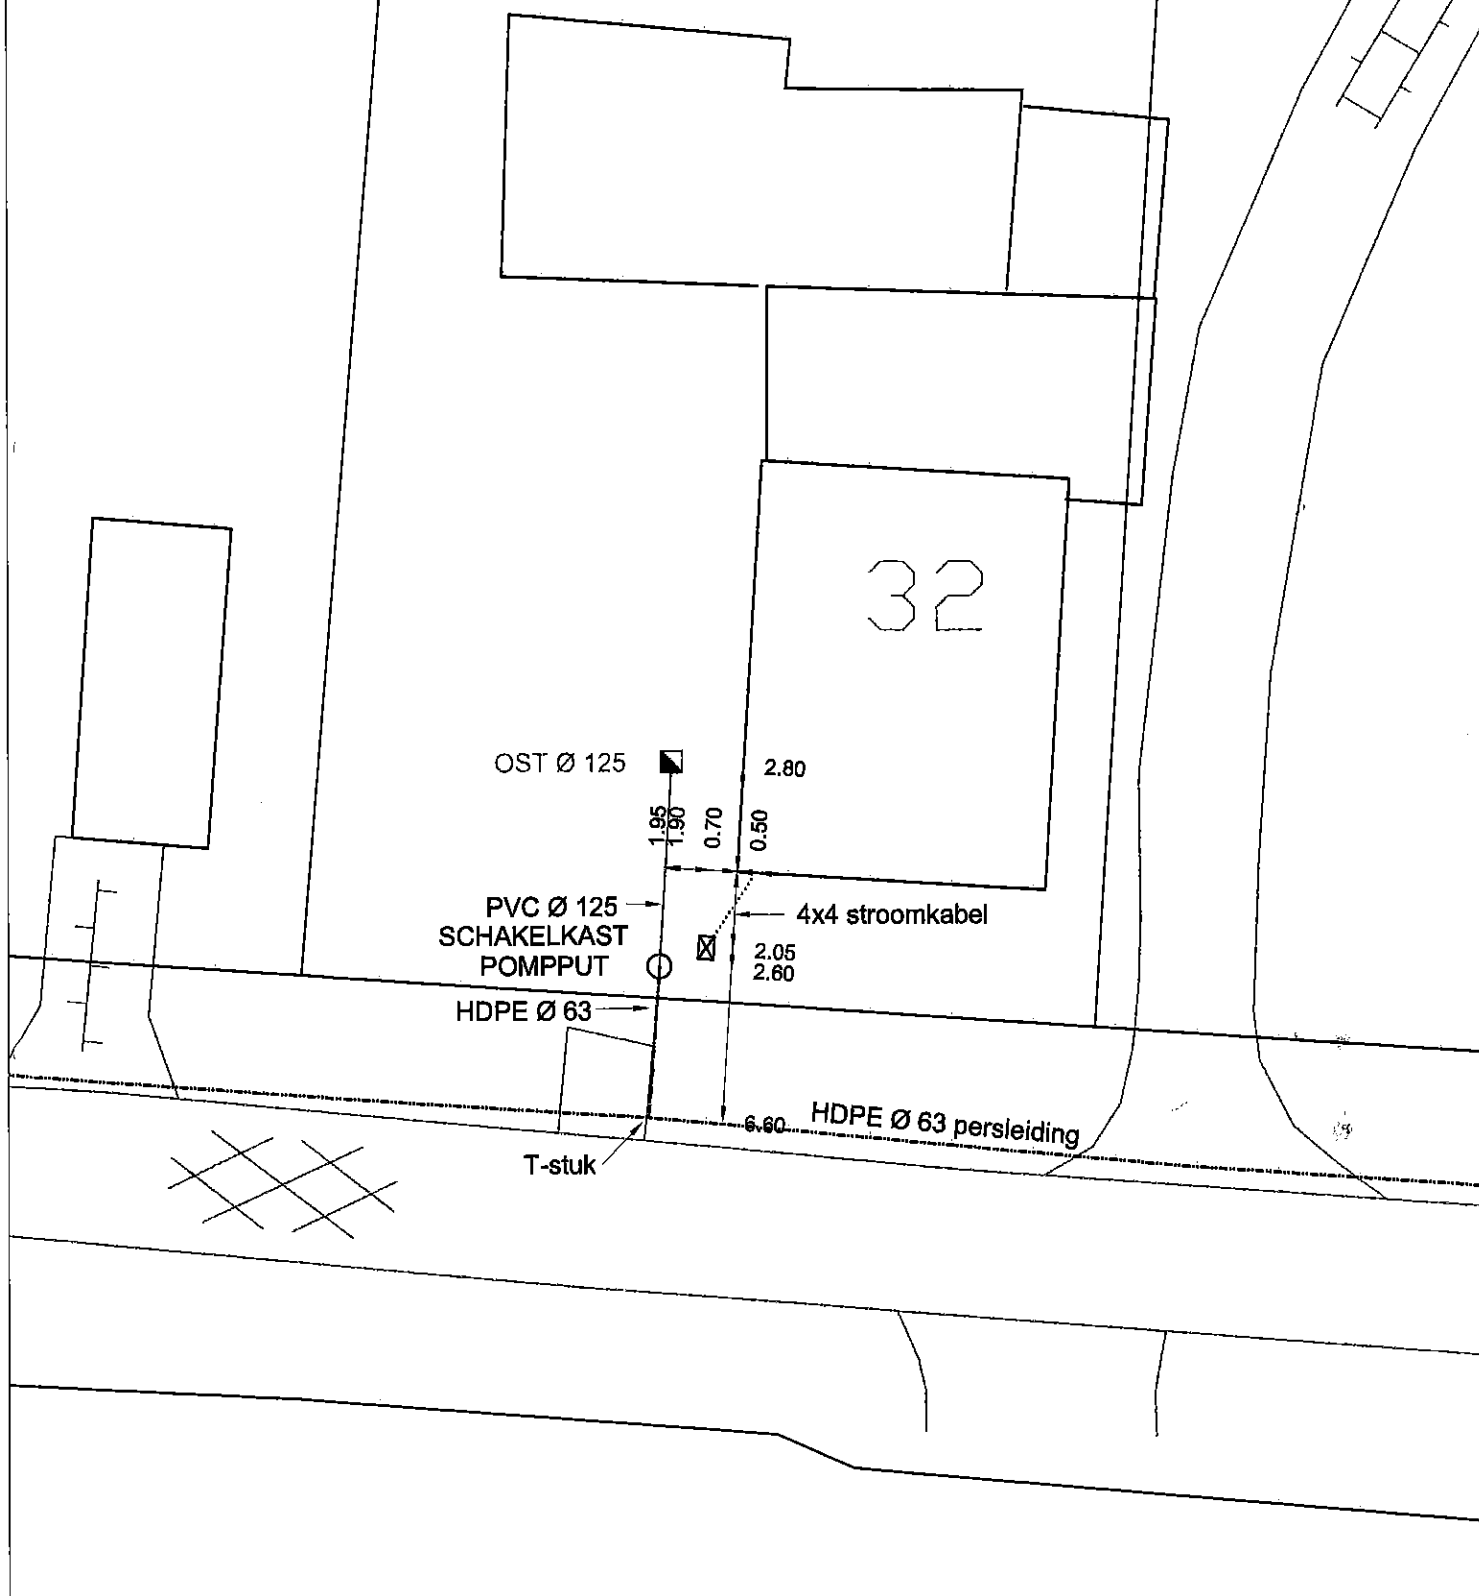 32
OST Ø 125
2.80
1.95
1.90
0.70
0.50
PVC Ø 125
4x4 stroomkabel
SCHAKELKAST
POMPPUT
2.05
2.60
HDPE Ø 63
6.60
HDPE Ø 63 persleiding
T-stuk